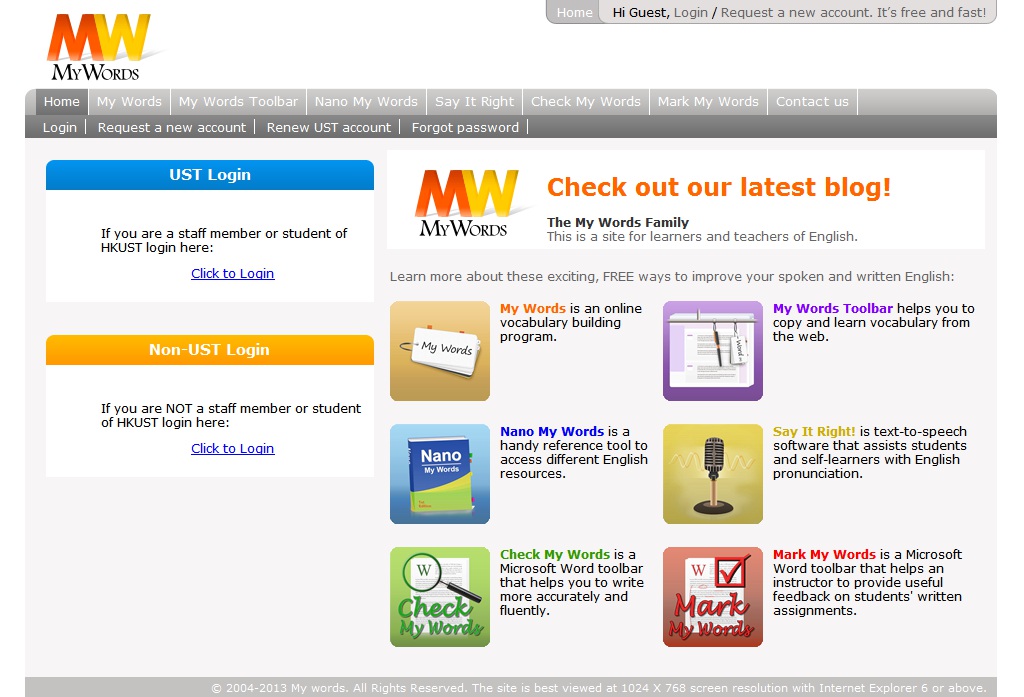 Home Hi Guest, Login / Request a new account. It's free and fast!
MW
MY WORDS
Home My Words My Words Toolbar Nano My Words Say It Right Check My Words Mark My Words Contact us
Login Request a new account Renew UST account Forgot password
UST Login
If you are a staff member or student of
HKUST login here:
Click to Login
Non-UST Login
If you are NOT a staff member or student
of HKUST login here:
Click to Login
MW
MY WORDS
Check out our latest blog!
The My Words Family
This is a site for learners and teachers of English.
Learn more about these exciting, FREE ways to improve your spoken and written English:
My Words
My Words is an online
vocabulary building
program.
Word
My Words Toolbar helps you to
copy and learn vocabulary from
the web.
Nano
My Words
Nano My Words is a
handy reference tool to
access different English
resources.
Say It Right! is text-to-speech
software that assists students
and self-learners with English
pronunciation.
W
Check
My Words
Check My Words is a
Microsoft Word toolbar
that helps you to write
more accurately and
fluently.
W
Mark
My Words
Mark My Words is a Microsoft
Word toolbar that helps an
instructor to provide useful
feedback on students' written
assignments.
© 2004-2013 My words. All Rights Reserved. The site is best viewed at 1024 X 768 screen resolution with Internet Explorer 6 or above.